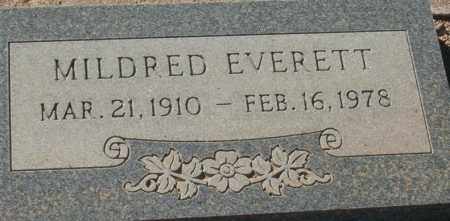 MILDRED EVERETT
MAR. 21, 1910 – FEB. 16, 1978